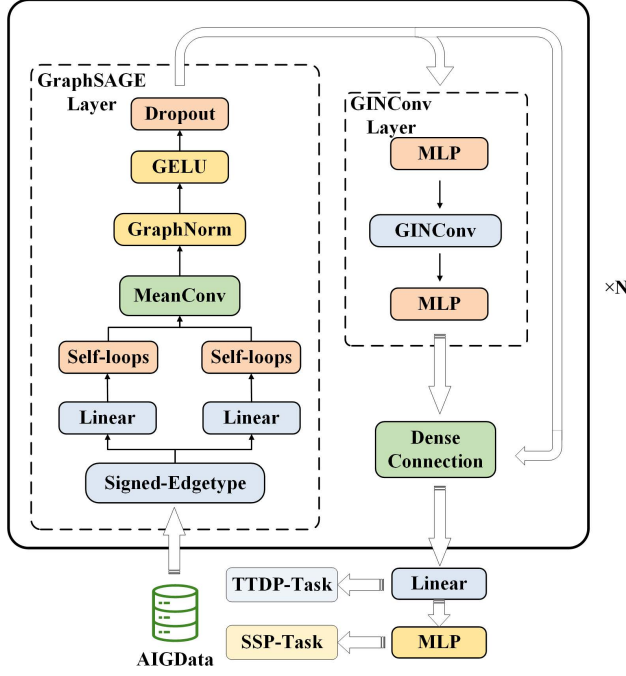 GraphSAGE
Layer
Dropout
GELU
GraphNorm
MeanConv
Self-loops
Self-loops
Linear
Linear
Signed-Edgetype
GINConv
Layer
MLP
GINConv
MLP
×N
Dense
Connection
AIGData
TTDP-Task
Linear
SSP-Task
MLP